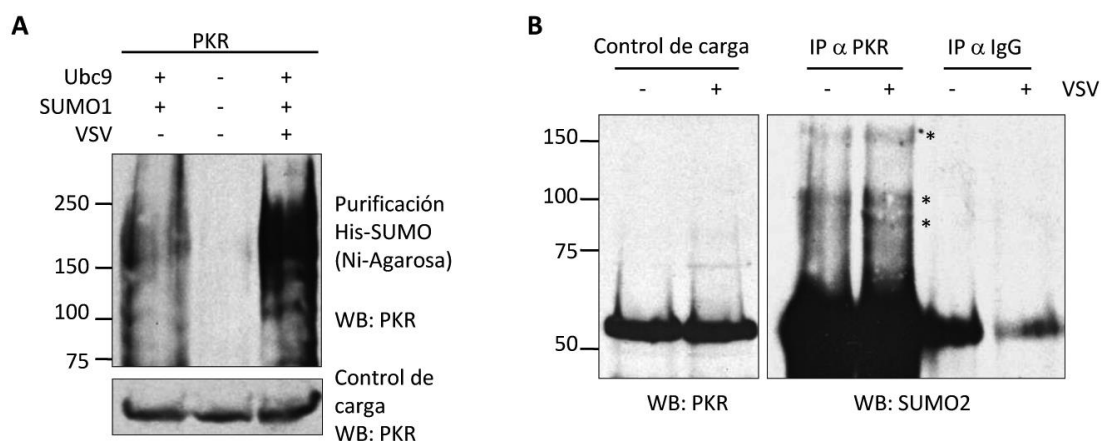 A
PKR
Ubc9 + - +
SUMO1 + - +
VSV - - +
250
150
100
75
Purificación
His-SUMO
(Ni-Agarosa)
WB: PKR
Control de
carga
WB: PKR
B
Control de carga IP α PKR IP α IgG
- + - + - + VSV
150
100
75
50
*
*
*
WB: PKR WB: SUMO2